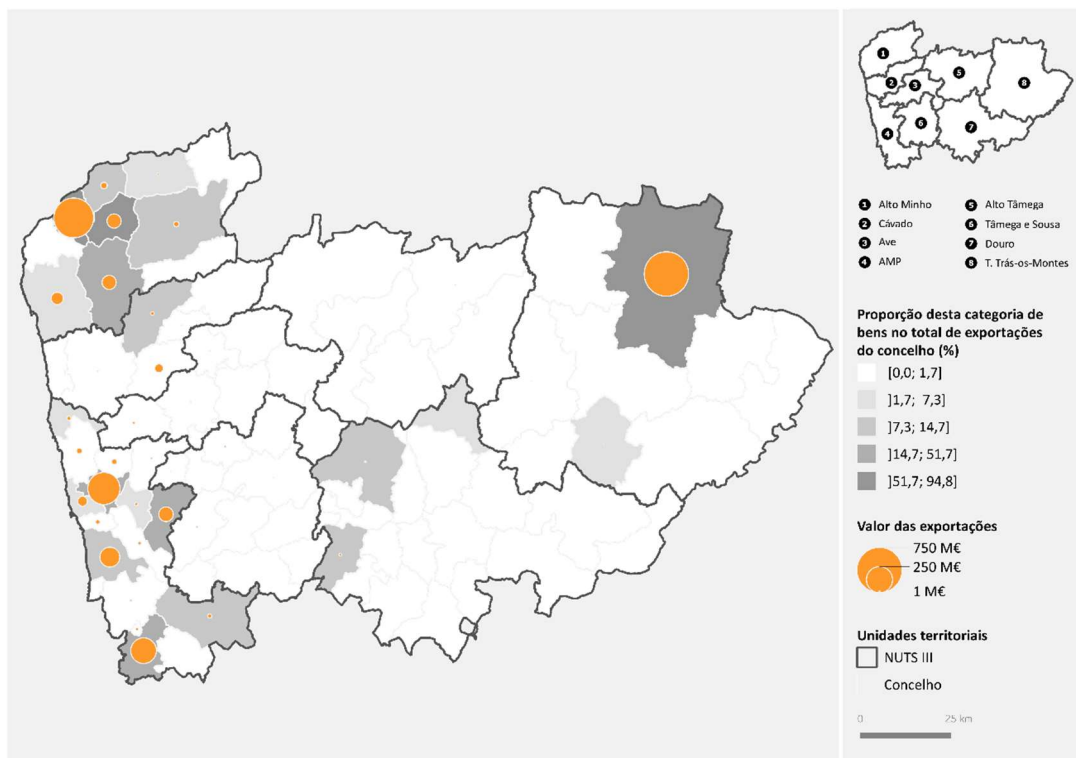 1
2
3
4
5
6
7
8
1 Alto Minho
2 Cávado
3 Ave
4 AMP
5 Alto Tâmega
6 Tâmega e Sousa
7 Douro
8 T. Trás-os-Montes
Proporção desta categoria de
bens no total de exportações
do concelho (%)
[0,0; 1,7]
]1,7; 7,3]
]7,3; 14,7]
]14,7; 51,7]
]51,7; 94,8]
Valor das exportações
750 M€
250 M€
1 M€
Unidades territoriais
NUTS III
Concelho
0 25 km